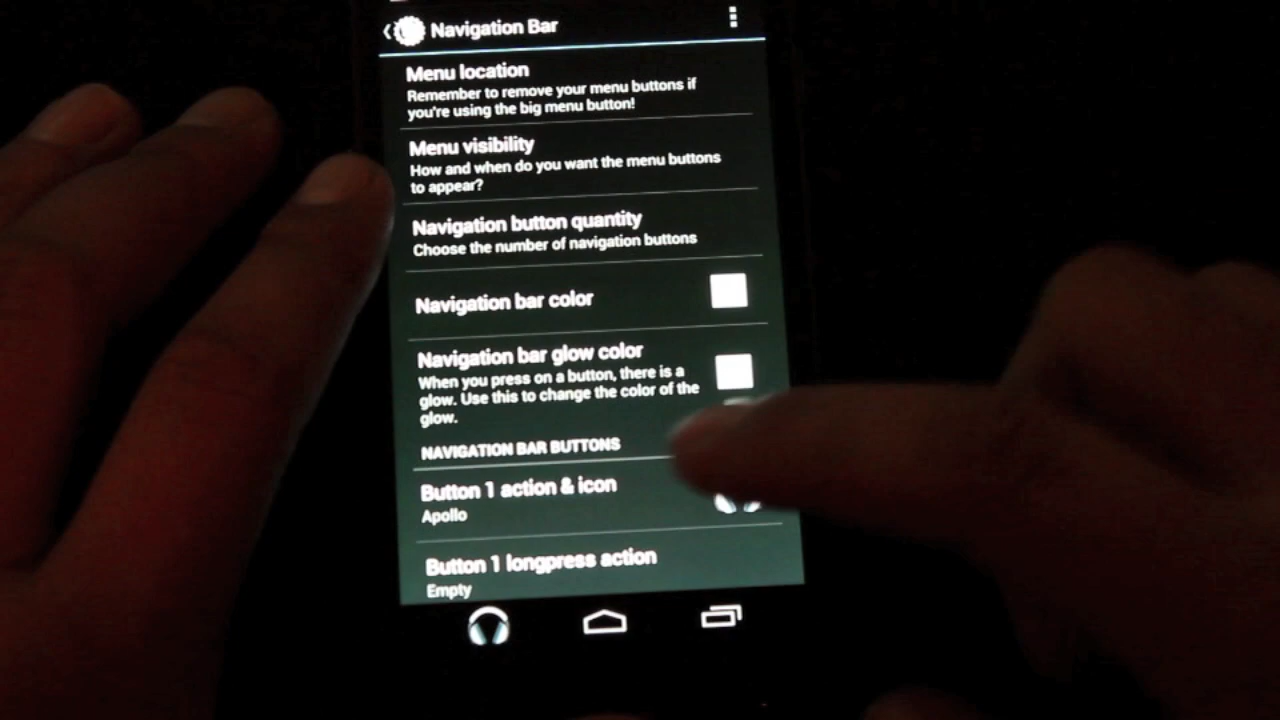 Navigation Bar
Menu location
Remember to remove your menu buttons if
you're using the big menu button!
Menu visibility
How and when do you want the menu buttons
to appear?
Navigation button quantity
Choose the number of navigation buttons
Navigation bar color
Navigation bar glow color
When you press on a button, there is a
glow. Use this to change the color of the
glow.
NAVIGATION BAR BUTTONS
Button 1 action & icon
Apollo
Button 1 longpress action
Empty